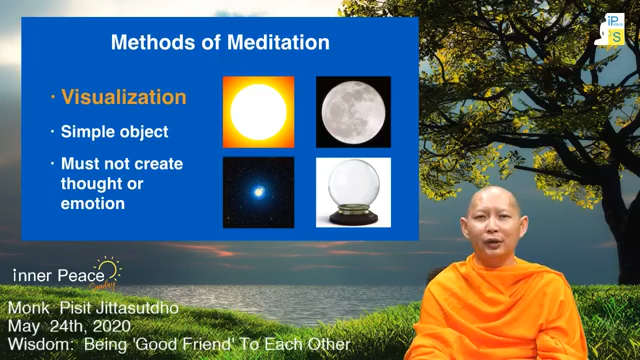 Methods of Meditation
· Visualization
· Simple object
· Must not create
thought or
emotion
iP
S
inner Peace
Sunday
Monk Pisit Jittasutdho
May 24th, 2020
Wisdom: Being 'Good Friend' To Each Other